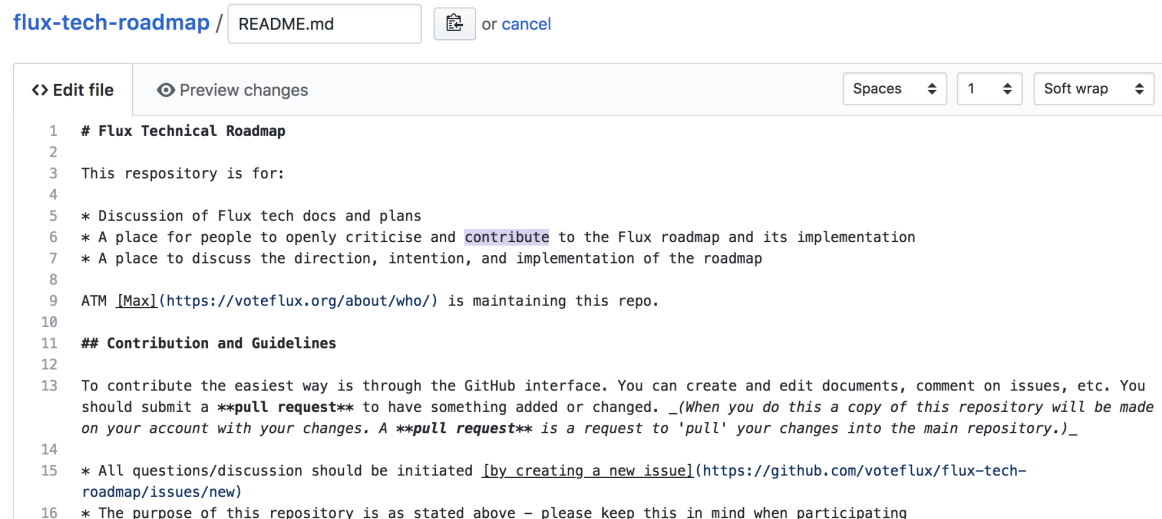 flux-tech-roadmap / README.md or cancel
<> Edit file Preview changes Spaces 1 Soft wrap
1 # Flux Technical Roadmap
2
3 This respository is for:
4
5 * Discussion of Flux tech docs and plans
6 * A place for people to openly criticise and contribute to the Flux roadmap and its implementation
7 * A place to discuss the direction, intention, and implementation of the roadmap
8
9 ATM [Max](https://voteflux.org/about/who/) is maintaining this repo.
10
11 ## Contribution and Guidelines
12
13 To contribute the easiest way is through the GitHub interface. You can create and edit documents, comment on issues, etc. You
should submit a **pull request** to have something added or changed. _(When you do this a copy of this repository will be made
on your account with your changes. A **pull request** is a request to 'pull' your changes into the main repository.)_
14
15 * All questions/discussion should be initiated [by creating a new issue](https://github.com/voteflux/flux-tech-
roadmap/issues/new)
16 * The purpose of this repository is as stated above – please keep this in mind when participating